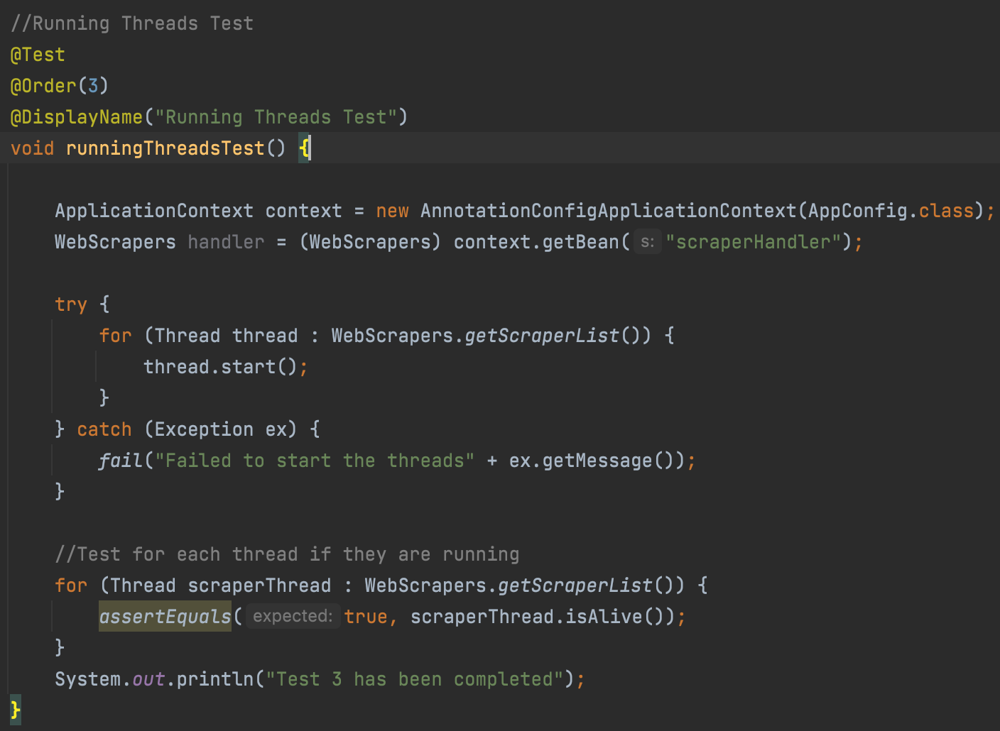 //Running Threads Test
@Test
@Order(3)
@DisplayName("Running Threads Test")
void runningThreadsTest() {
ApplicationContext context = new AnnotationConfigApplicationContext(AppConfig.class);
WebScrapers handler = (WebScrapers) context.getBean( s: "scraperHandler");
try {
for (Thread thread : WebScrapers.getScraperList()) {
thread.start();
}
} catch (Exception ex) {
fail("Failed to start the threads" + ex.getMessage());
}
//Test for each thread if they are running
for (Thread scraperThread : WebScrapers.getScraperList()) {
assertEquals( expected: true, scraperThread.isAlive());
}
System.out.println("Test 3 has been completed");
}